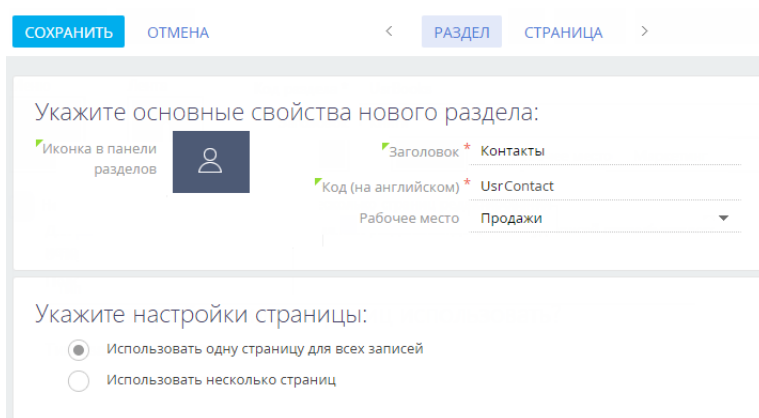 СОХРАНИТЬ ОТМЕНА < РАЗДЕЛ СТРАНИЦА >
Укажите основные свойства нового раздела:
Иконка в панели разделов
Заголовок * Контакты
Код (на английском) * UsrContact
Рабочее место Продажи
Укажите настройки страницы:
Использовать одну страницу для всех записей
Использовать несколько страниц